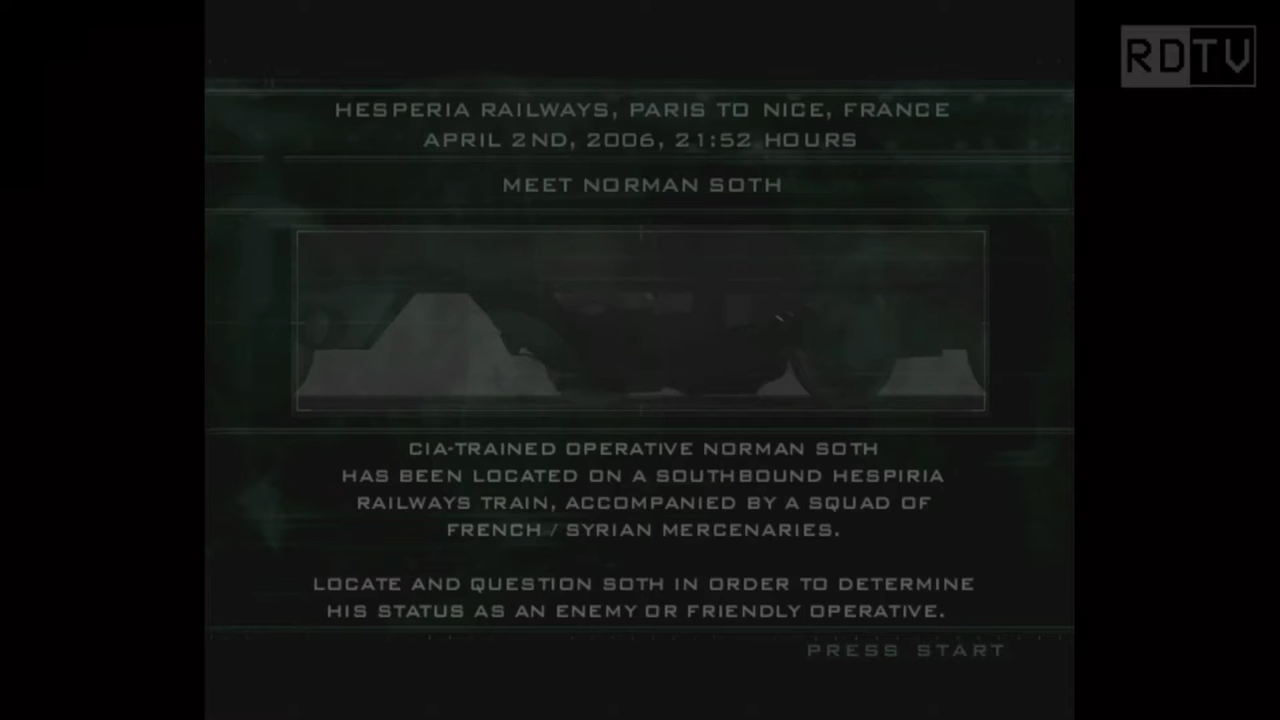 RDTV
HESPERIA RAILWAYS, PARIS TO NICE, FRANCE
APRIL 2ND, 2006, 21:52 HOURS
MEET NORMAN SOTH
CIA-TRAINED OPERATIVE NORMAN SOTH
HAS BEEN LOCATED ON A SOUTHBOUND HESPIRIA
RAILWAYS TRAIN, ACCOMPANIED BY A SQUAD OF
FRENCH / SYRIAN MERCENARIES.
LOCATE AND QUESTION SOTH IN ORDER TO DETERMINE
HIS STATUS AS AN ENEMY OR FRIENDLY OPERATIVE.
PRESS START